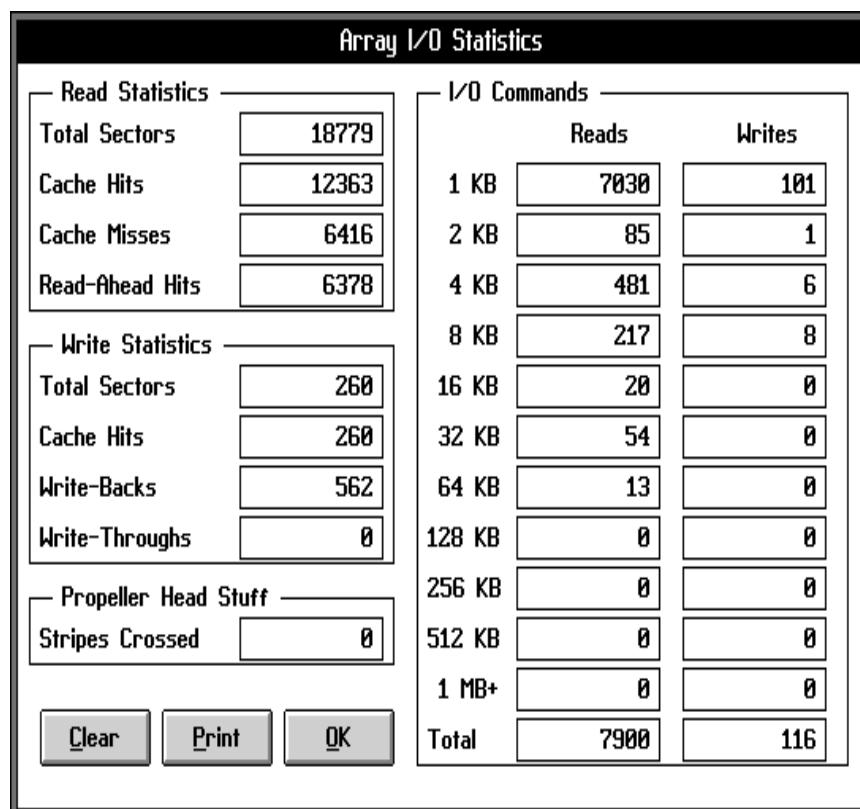 Array I/O Statistics
Read Statistics
Total Sectors 18779
Cache Hits 12363
Cache Misses 6416
Read-Ahead Hits 6378
Write Statistics
Total Sectors 260
Cache Hits 260
Write-Backs 562
Write-Throughs 0
Propeller Head Stuff
Stripes Crossed 0
Clear Print OK
I/O Commands
Reads Writes
1 KB 7030 101
2 KB 85 1
4 KB 481 6
8 KB 217 8
16 KB 20 0
32 KB 54 0
64 KB 13 0
128 KB 0 0
256 KB 0 0
512 KB 0 0
1 MB+ 0 0
Total 7900 116